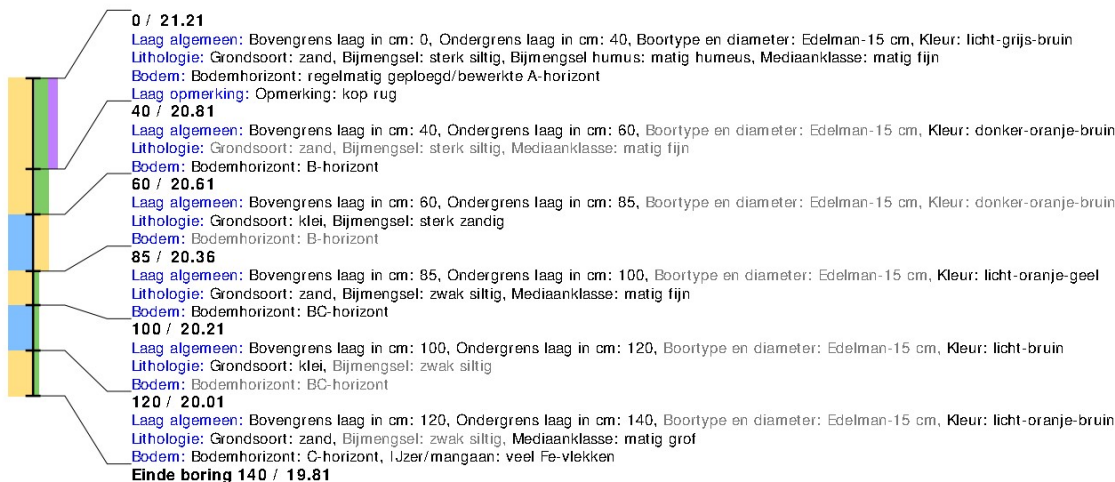 0 / 21.21
Laag algemeen: Bovengrens laag in cm: 0, Ondergrens laag in cm: 40, Boortype en diameter: Edelman-15 cm, Kleur: licht-grijs-bruin
Lithologie: Grondsoort: zand, Bijmengsel: sterk siltig, Bijmengsel humus: matig humeus, Mediaanklasse: matig fijn
Bodem: Bodemhorizont: regelmatig geploegd/bewerkte A-horizont
Laag opmerking: Opmerking: kop rug
40 / 20.81
Laag algemeen: Bovengrens laag in cm: 40, Ondergrens laag in cm: 60, Boortype en diameter: Edelman-15 cm, Kleur: donker-oranje-bruin
Lithologie: Grondsoort: zand, Bijmengsel: sterk siltig, Mediaanklasse: matig fijn
Bodem: Bodemhorizont: B-horizont
60 / 20.61
Laag algemeen: Bovengrens laag in cm: 60, Ondergrens laag in cm: 85, Boortype en diameter: Edelman-15 cm, Kleur: donker-oranje-bruin
Lithologie: Grondsoort: klei, Bijmengsel: sterk zandig
Bodem: Bodemhorizont: B-horizont
85 / 20.36
Laag algemeen: Bovengrens laag in cm: 85, Ondergrens laag in cm: 100, Boortype en diameter: Edelman-15 cm, Kleur: licht-oranje-geel
Lithologie: Grondsoort: zand, Bijmengsel: zwak siltig, Mediaanklasse: matig fijn
Bodem: Bodemhorizont: BC-horizont
100 / 20.21
Laag algemeen: Bovengrens laag in cm: 100, Ondergrens laag in cm: 120, Boortype en diameter: Edelman-15 cm, Kleur: licht-bruin
Lithologie: Grondsoort: klei, Bijmengsel: zwak siltig
Bodem: Bodemhorizont: BC-horizont
120 / 20.01
Laag algemeen: Bovengrens laag in cm: 120, Ondergrens laag in cm: 140, Boortype en diameter: Edelman-15 cm, Kleur: licht-oranje-bruin
Lithologie: Grondsoort: zand, Bijmengsel: zwak siltig, Mediaanklasse: matig grof
Bodem: Bodemhorizont: C-horizont, IJzer/mangaan: veel Fe-vlekken
Einde boring 140 / 19.81